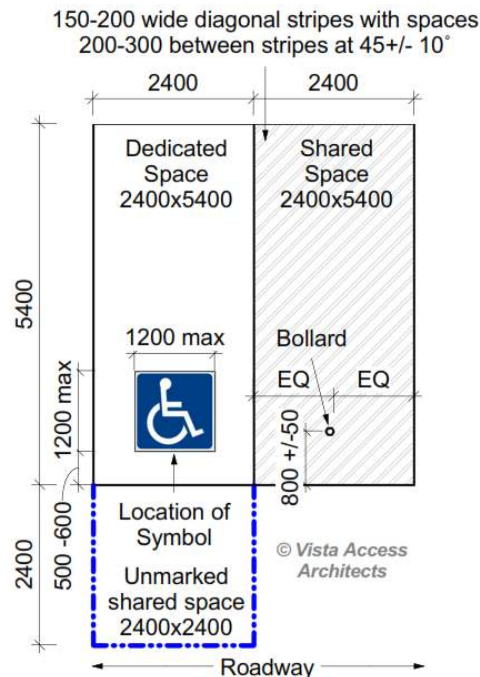 150-200 wide diagonal stripes with spaces
200-300 between stripes at 45+/- 10°
2400
2400
Dedicated
Space
2400x5400
Shared
Space
2400x5400
5400
1200 max
Bollard
EQ
EQ
1200 max
800 +/-50
500 -600
Location of
Symbol
Unmarked
shared space
2400x2400
2400
© Vista Access
Architects
Roadway